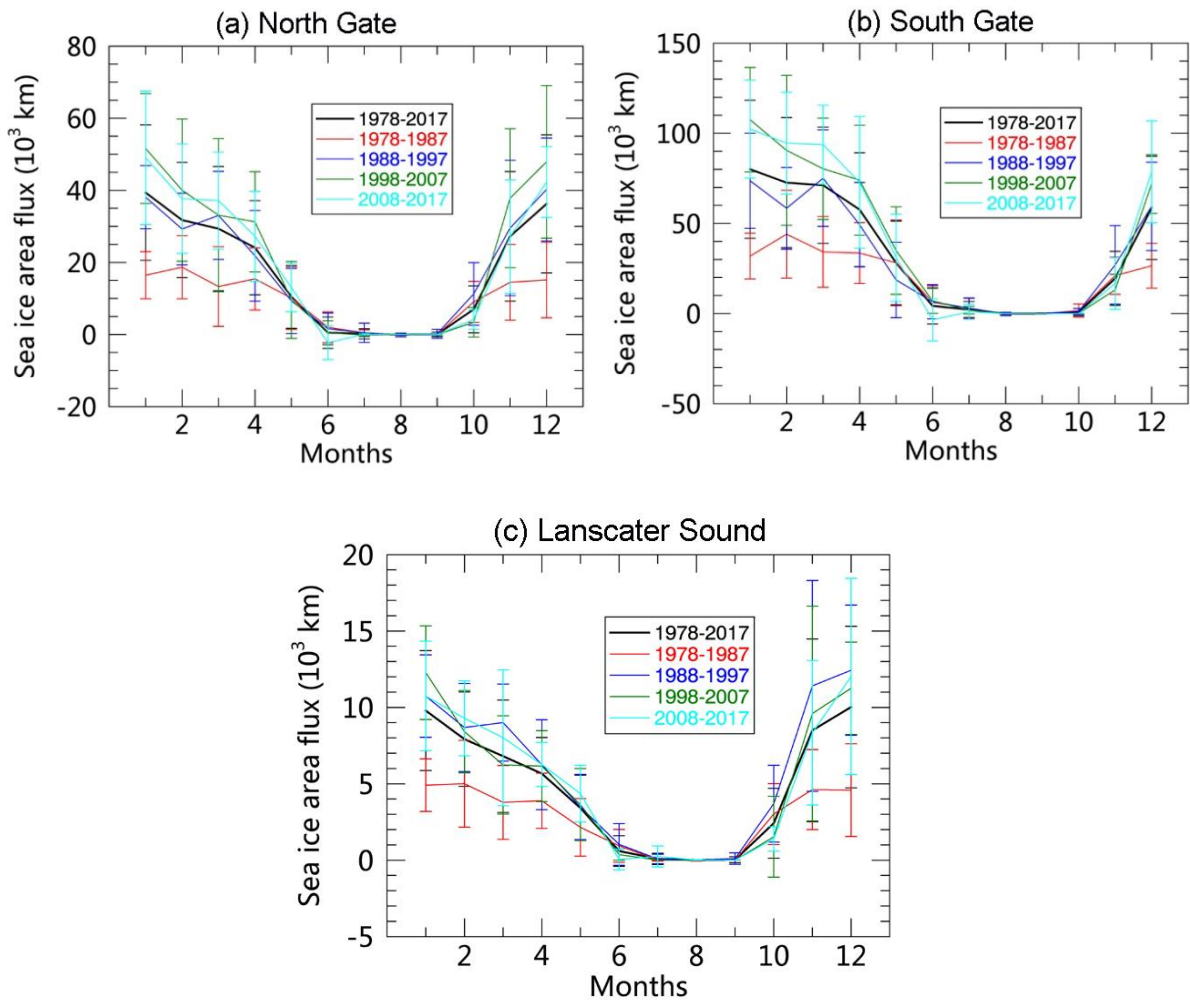 (a) North Gate
Sea ice area flux (10³ km)
80
60
40
20
0
-20
1978-2017
1978-1987
1988-1997
1998-2007
2008-2017
2 4 6 8 10 12
Months
(b) South Gate
Sea ice area flux (10³ km)
150
100
50
0
-50
1978-2017
1978-1987
1988-1997
1998-2007
2008-2017
2 4 6 8 10 12
Months
(c) Lanscater Sound
Sea ice area flux (10³ km)
20
15
10
5
0
-5
1978-2017
1978-1987
1988-1997
1998-2007
2008-2017
2 4 6 8 10 12
Months